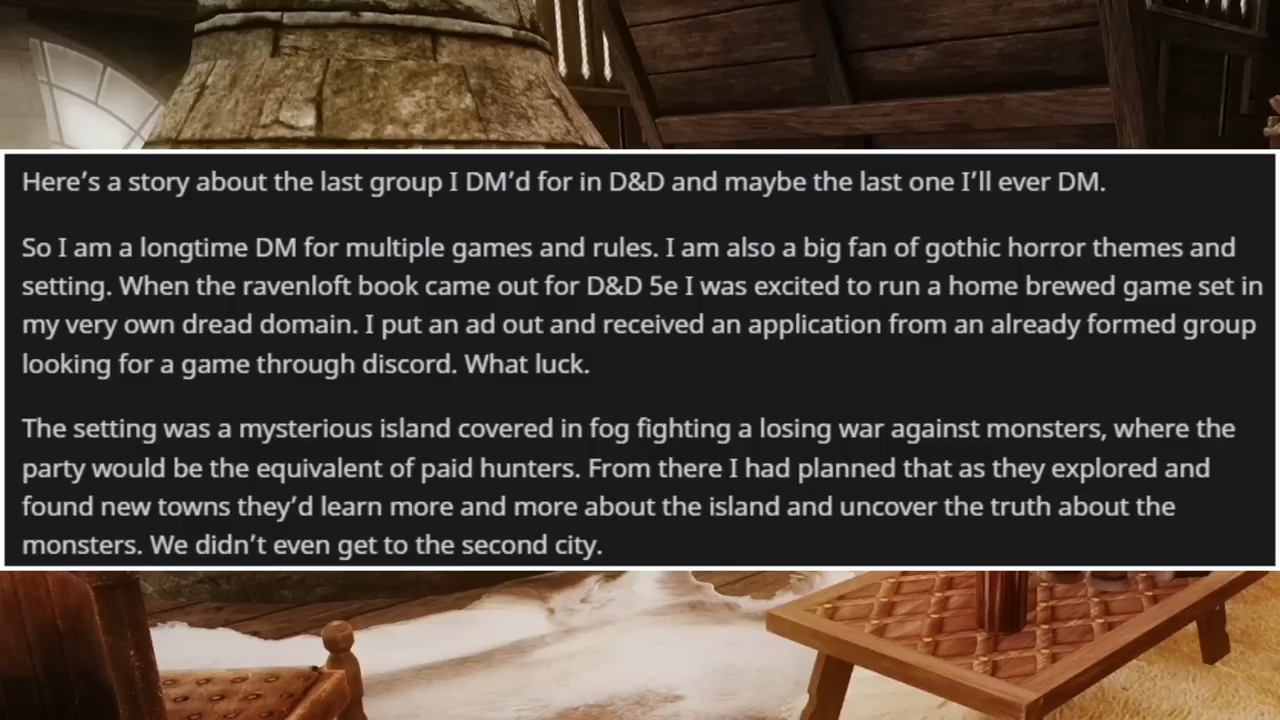 Here’s a story about the last group I DM’d for in D&D and maybe the last one I’ll ever DM.
So I am a longtime DM for multiple games and rules. I am also a big fan of gothic horror themes and
setting. When the ravenloft book came out for D&D 5e I was excited to run a home brewed game set in
my very own dread domain. I put an ad out and received an application from an already formed group
looking for a game through discord. What luck.
The setting was a mysterious island covered in fog fighting a losing war against monsters, where the
party would be the equivalent of paid hunters. From there I had planned that as they explored and
found new towns they’d learn more and more about the island and uncover the truth about the
monsters. We didn’t even get to the second city.